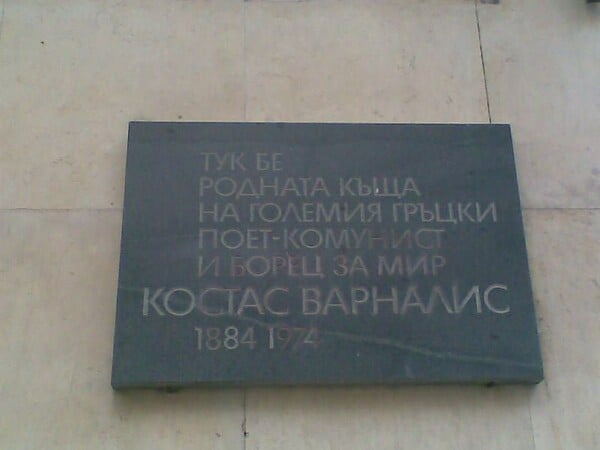 ТУК БЕ
РОДНАТА КЪЩА
НА ГОЛЕМИЯ ГРЪЦКИ
ПОЕТ-КОМУНИСТ
И БОРЕЦ ЗА МИР
КОСТАС ВАРНАЛИС
1884 1974